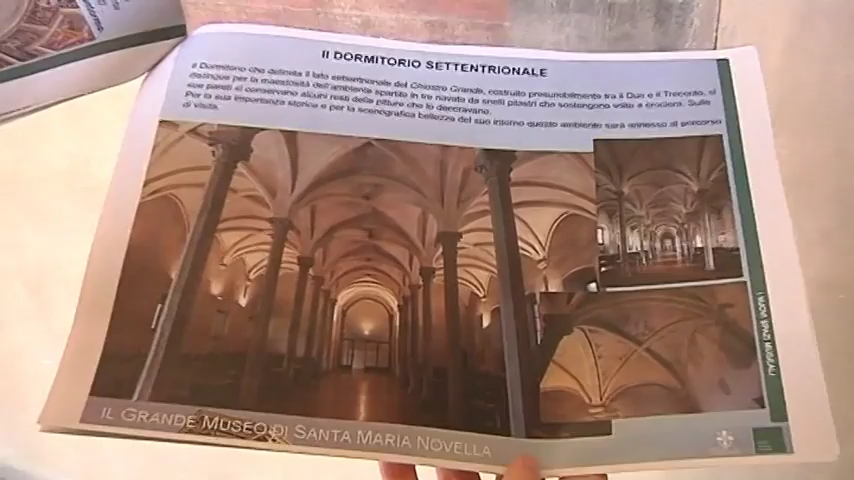 Il DORMITORIO SETTENTRIONALE
Il Dormitorio che delimita il lato settentrionale del Chiostro Grande, costruito presumibilmente tra il Due e il Trecento, si
distingue per la maestosità dell'ambiente spartito in tre navate da snelli pilastri che sostengono volte a crociera. Sulle
sue pareti si conservano alcuni resti delle pitture che lo decoravano.
Per la sua importanza storica e per la scenografica bellezza del suo interno questo ambiente sarà annesso al percorso
di visita.
I NUOVI SPAZI MUSEALI
IL GRANDE MUSEO DI SANTA MARIA NOVELLA